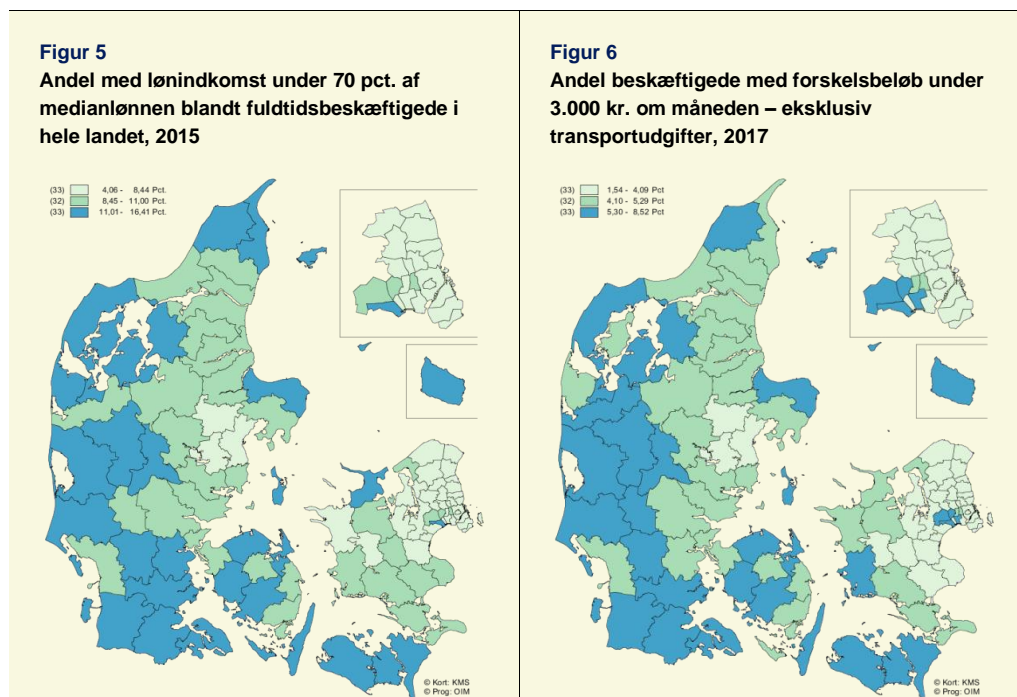 Figur 5
Andel med lønindkomst under 70 pct. af
medianlønnen blandt fuldtidsbeskæftigede i
hele landet, 2015
(33) 4,06 - 8,44 Pct.
(32) 8,45 - 11,00 Pct.
(33) 11,01 - 16,41 Pct.
© Kort: KMS
© Prog: OIM
Figur 6
Andel beskæftigede med forskelsbeløb under
3.000 kr. om måneden – eksklusiv
transportudgifter, 2017
(33) 1,54 - 4,09 Pct
(32) 4,10 - 5,29 Pct
(33) 5,30 - 8,52 Pct
© Kort: KMS
© Prog: OIM